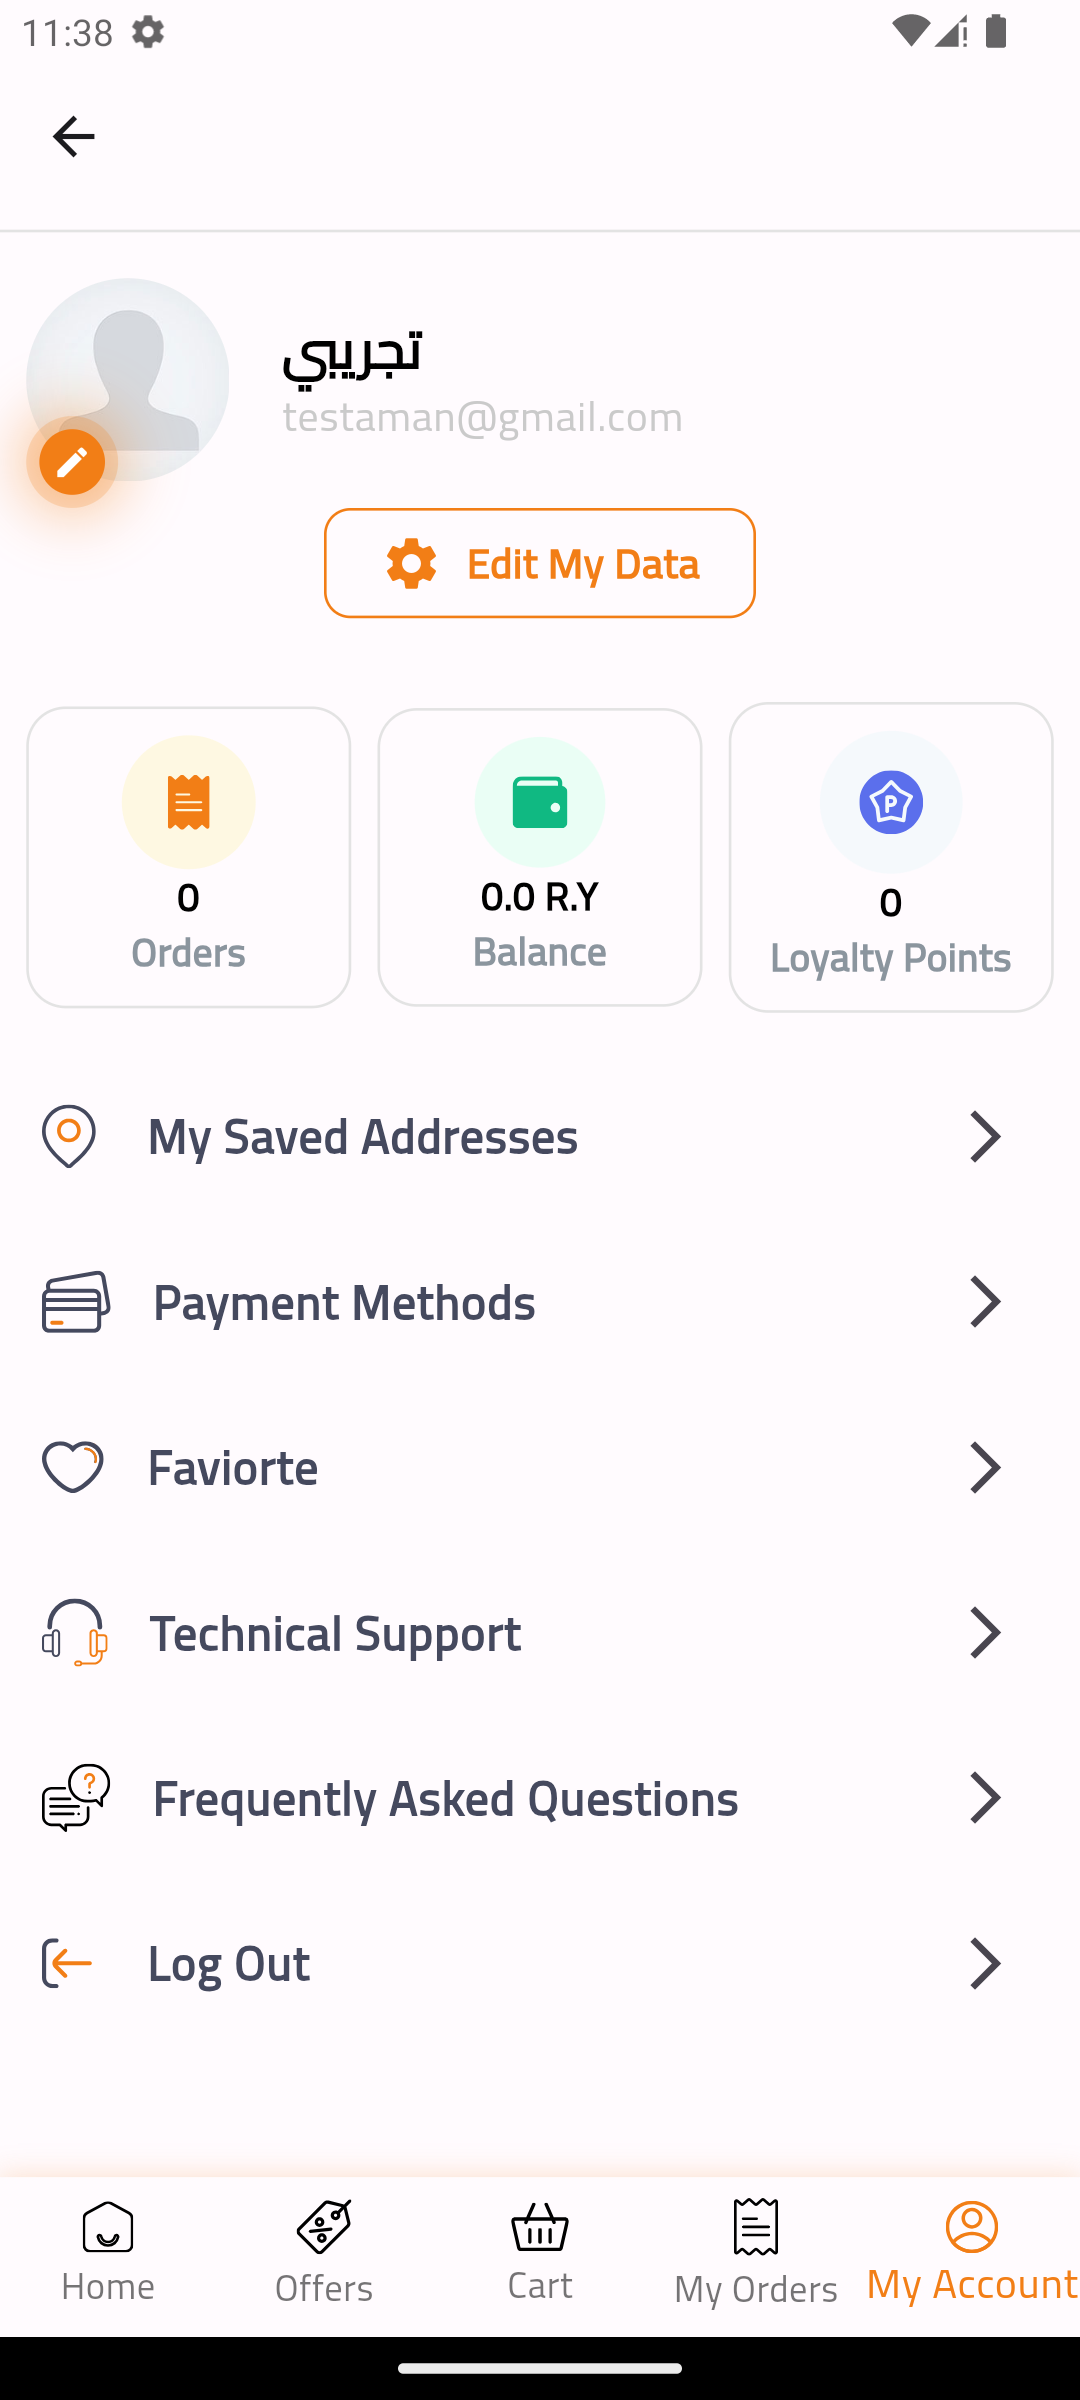 11:38
تجريبي
testaman@gmail.com
Edit My Data
0
Orders
0.0 R.Y
Balance
P
0
Loyalty Points
My Saved Addresses
Payment Methods
Faviorte
Technical Support
?
Frequently Asked Questions
Log Out
Home
Offers
Cart
My Orders
My Account